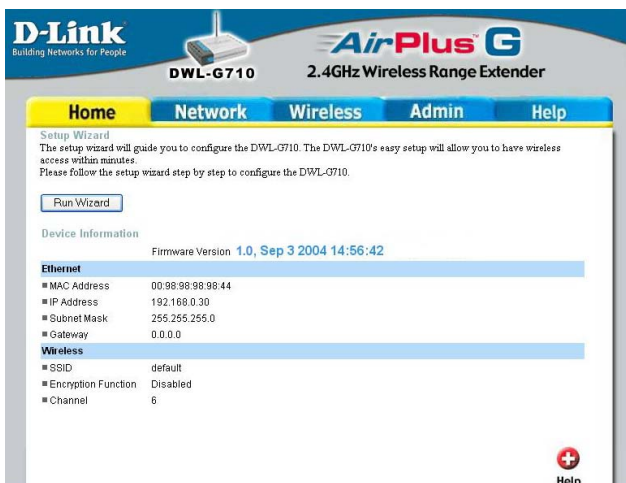 D-Link
Building Networks for People
DWL-G710
AirPlus G
2.4GHz Wireless Range Extender
Home Network Wireless Admin Help
Setup Wizard
The setup wizard will guide you to configure the DWL-G710. The DWL-G710's easy setup will allow you to have wireless
access within minutes.
Please follow the setup wizard step by step to configure the DWL-G710.
Run Wizard
Device Information
Firmware Version 1.0, Sep 3 2004 14:56:42
Ethernet
MAC Address 00:98:98:98:98:44
IP Address 192.168.0.30
Subnet Mask 255.255.255.0
Gateway 0.0.0.0
Wireless
SSID default
Encryption Function Disabled
Channel 6
Help